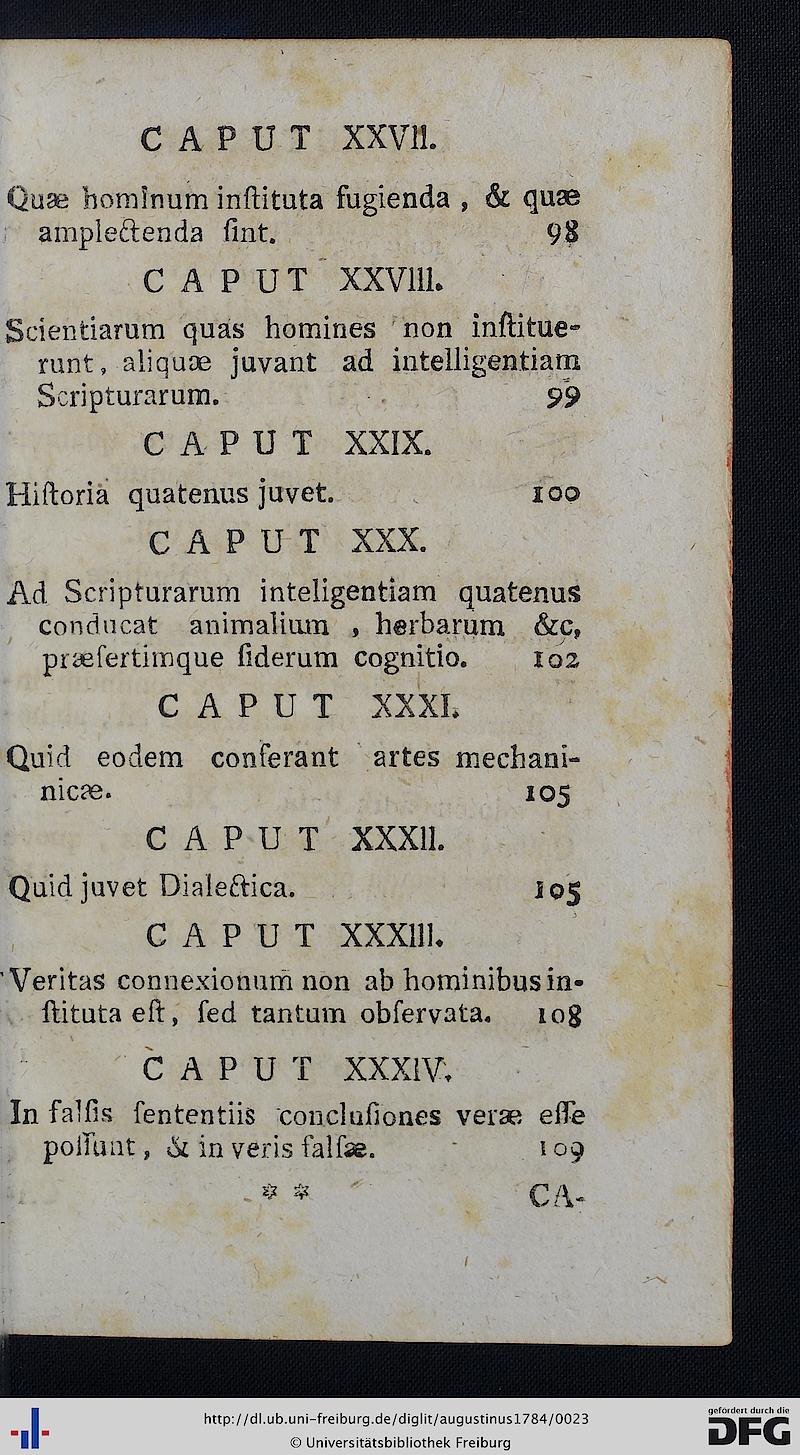 CAPUT XXVII.
Quæ hominum inſtituta fugienda , & quæ
amplectenda ſint. 98
CAPUT XXVIII.
Scientiarum quas homines non inſtitue-
runt, aliquæ juvant ad intelligentiam
Scripturarum. 99
CAPUT XXIX.
Hiſtoria quatenus juvet. 100
CAPUT XXX.
Ad Scripturarum inteligentiam quatenus
conducat animalium , herbarum &c,
præſertimque ſiderum cognitio. 102
CAPUT XXXI.
Quid eodem conferant artes mechani-
nicæ. 105
CAPUT XXXII.
Quid juvet Dialectica. 105
CAPUT XXXIII.
Veritas connexionum non ab hominibus in-
ſtituta eſt, ſed tantum obſervata. 108
CAPUT XXXIV.
In falſis ſententiis concluſiones veræ eſſe
poſſunt, & in veris falſæ. 109
* * CA-
http://dl.ub.uni-freiburg.de/diglit/augustinus1784/0023
© Universitätsbibliothek Freiburg
gefördert durch die
DFG